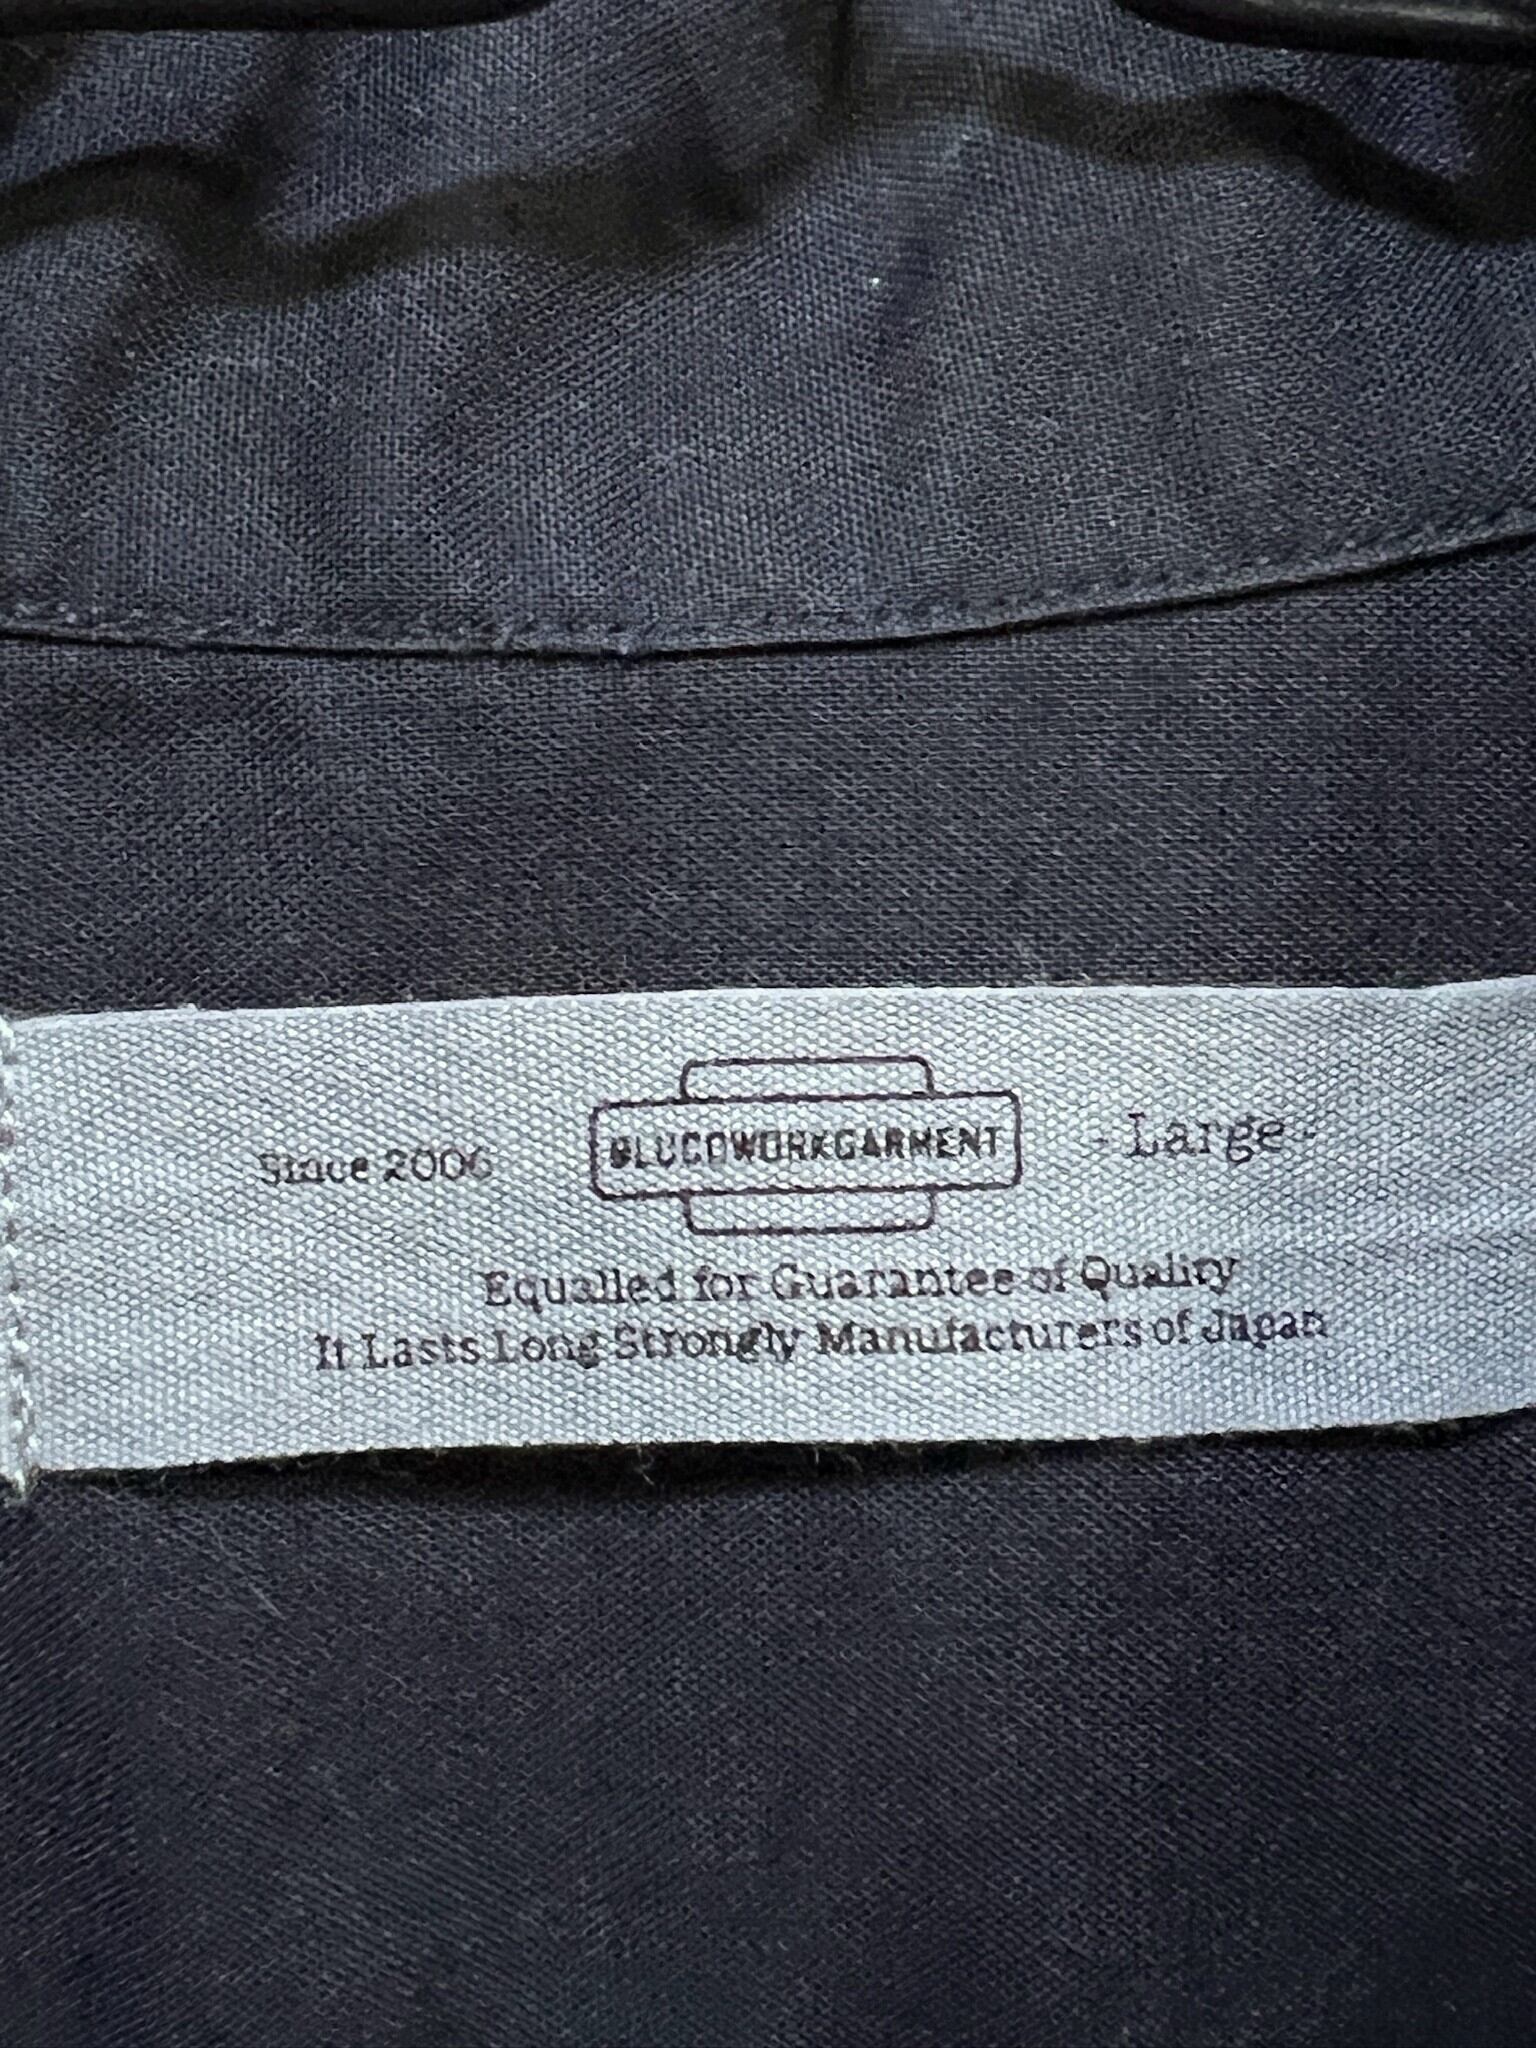 Since 2006 BLUCOWORKGARMENT - Large -
Equalled for Guarantee of Quality
It Lasts Long Strongly Manufacturers of Japan